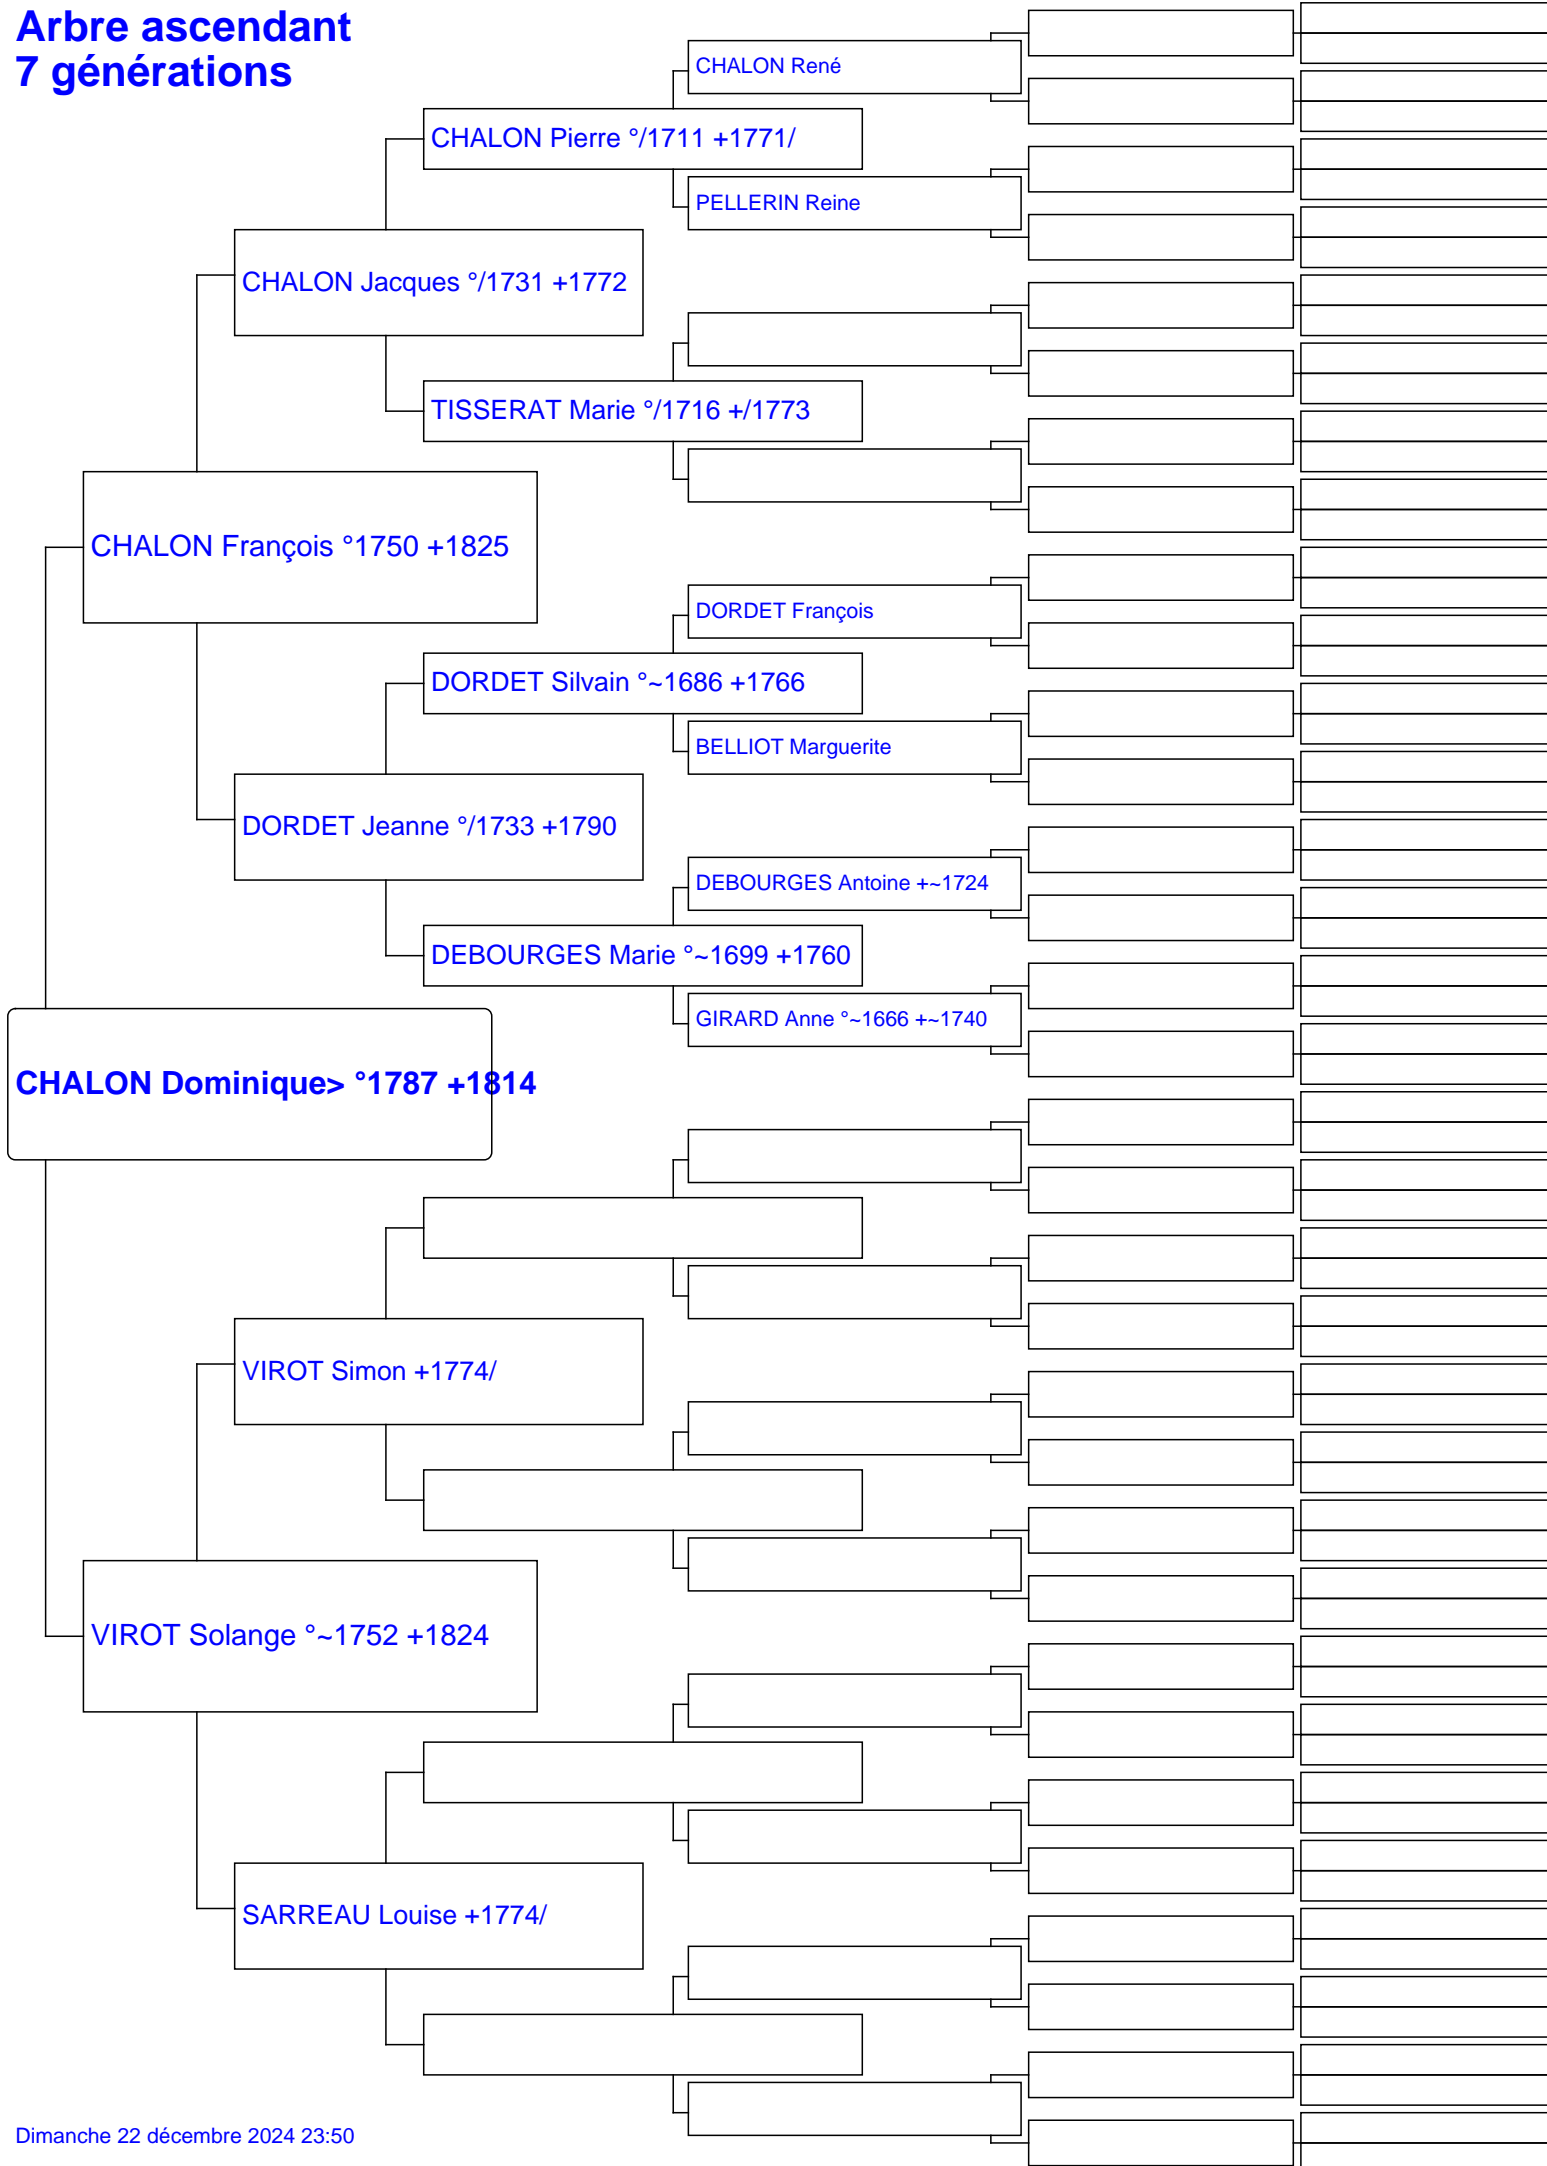 Arbre ascendant
7 générations
CHALON René
CHALON Pierre °/1711 +1771/
PELLERIN Reine
CHALON Jacques °/1731 +1772
TISSERAT Marie °/1716 +/1773
CHALON François °1750 +1825
DORDET François
DORDET Silvain °~1686 +1766
BELLIOT Marguerite
DORDET Jeanne °/1733 +1790
DEBOURGES Antoine +~1724
DEBOURGES Marie °~1699 +1760
GIRARD Anne °~1666 +~1740
CHALON Dominique> °1787 +1814
VIROT Simon +1774/
VIROT Solange °~1752 +1824
SARREAU Louise +1774/
Dimanche 22 décembre 2024 23:50